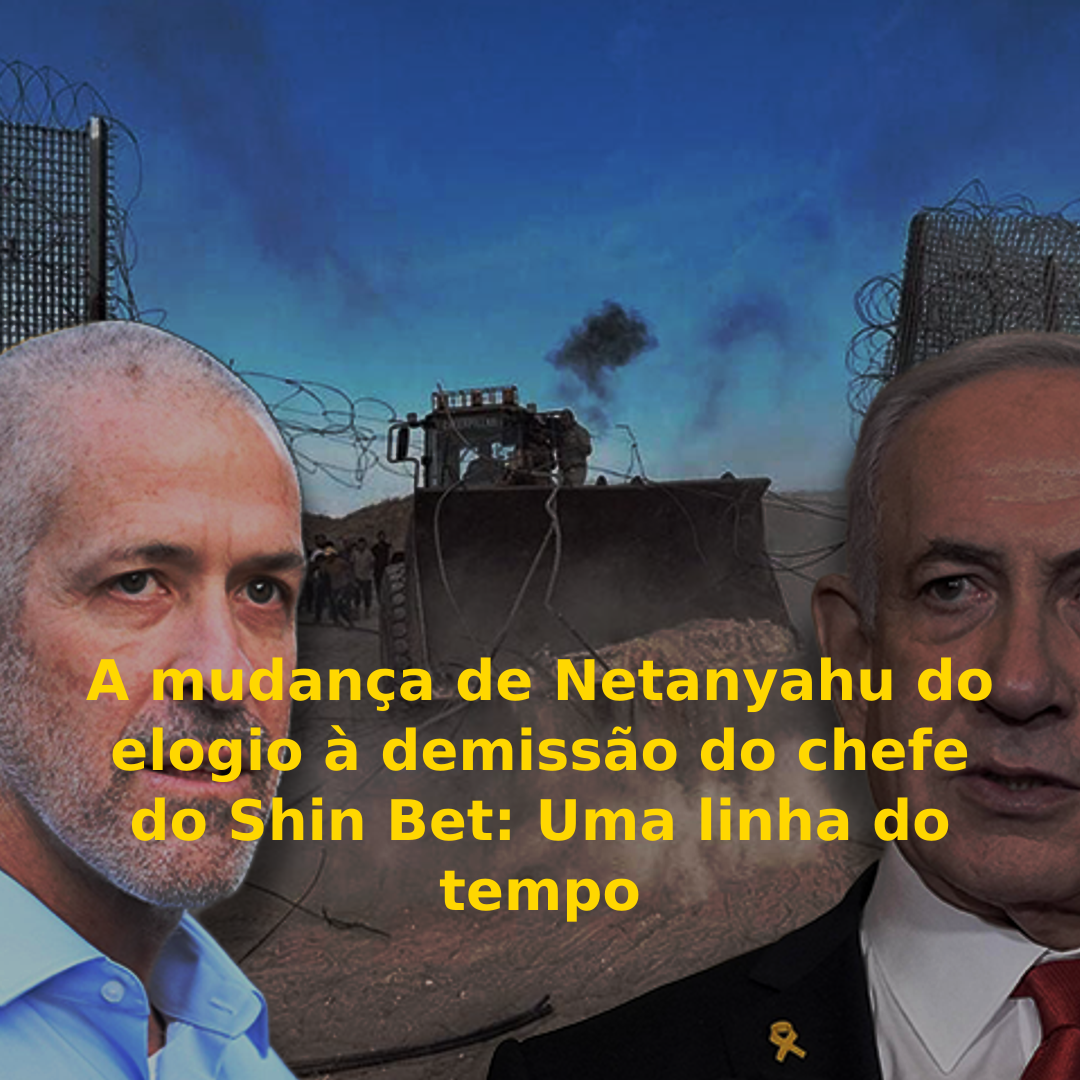 A mudança de Netanyahu do
elogio à demissão do chefe
do Shin Bet: Uma linha do
tempo